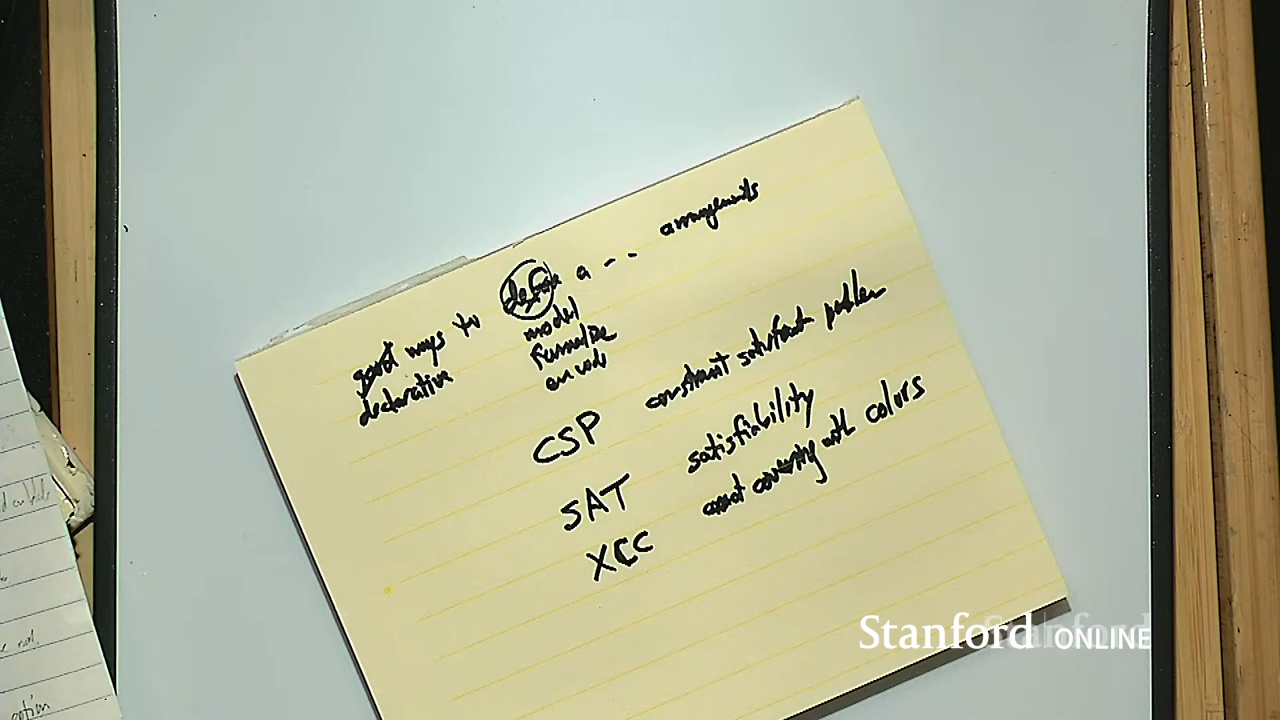 arrangements
good ways to define a - -
declarative model
formalize
encode
CSP constraint satisfaction problem
SAT satisfiability
XCC exact covering with colors
Stanford ONLINE